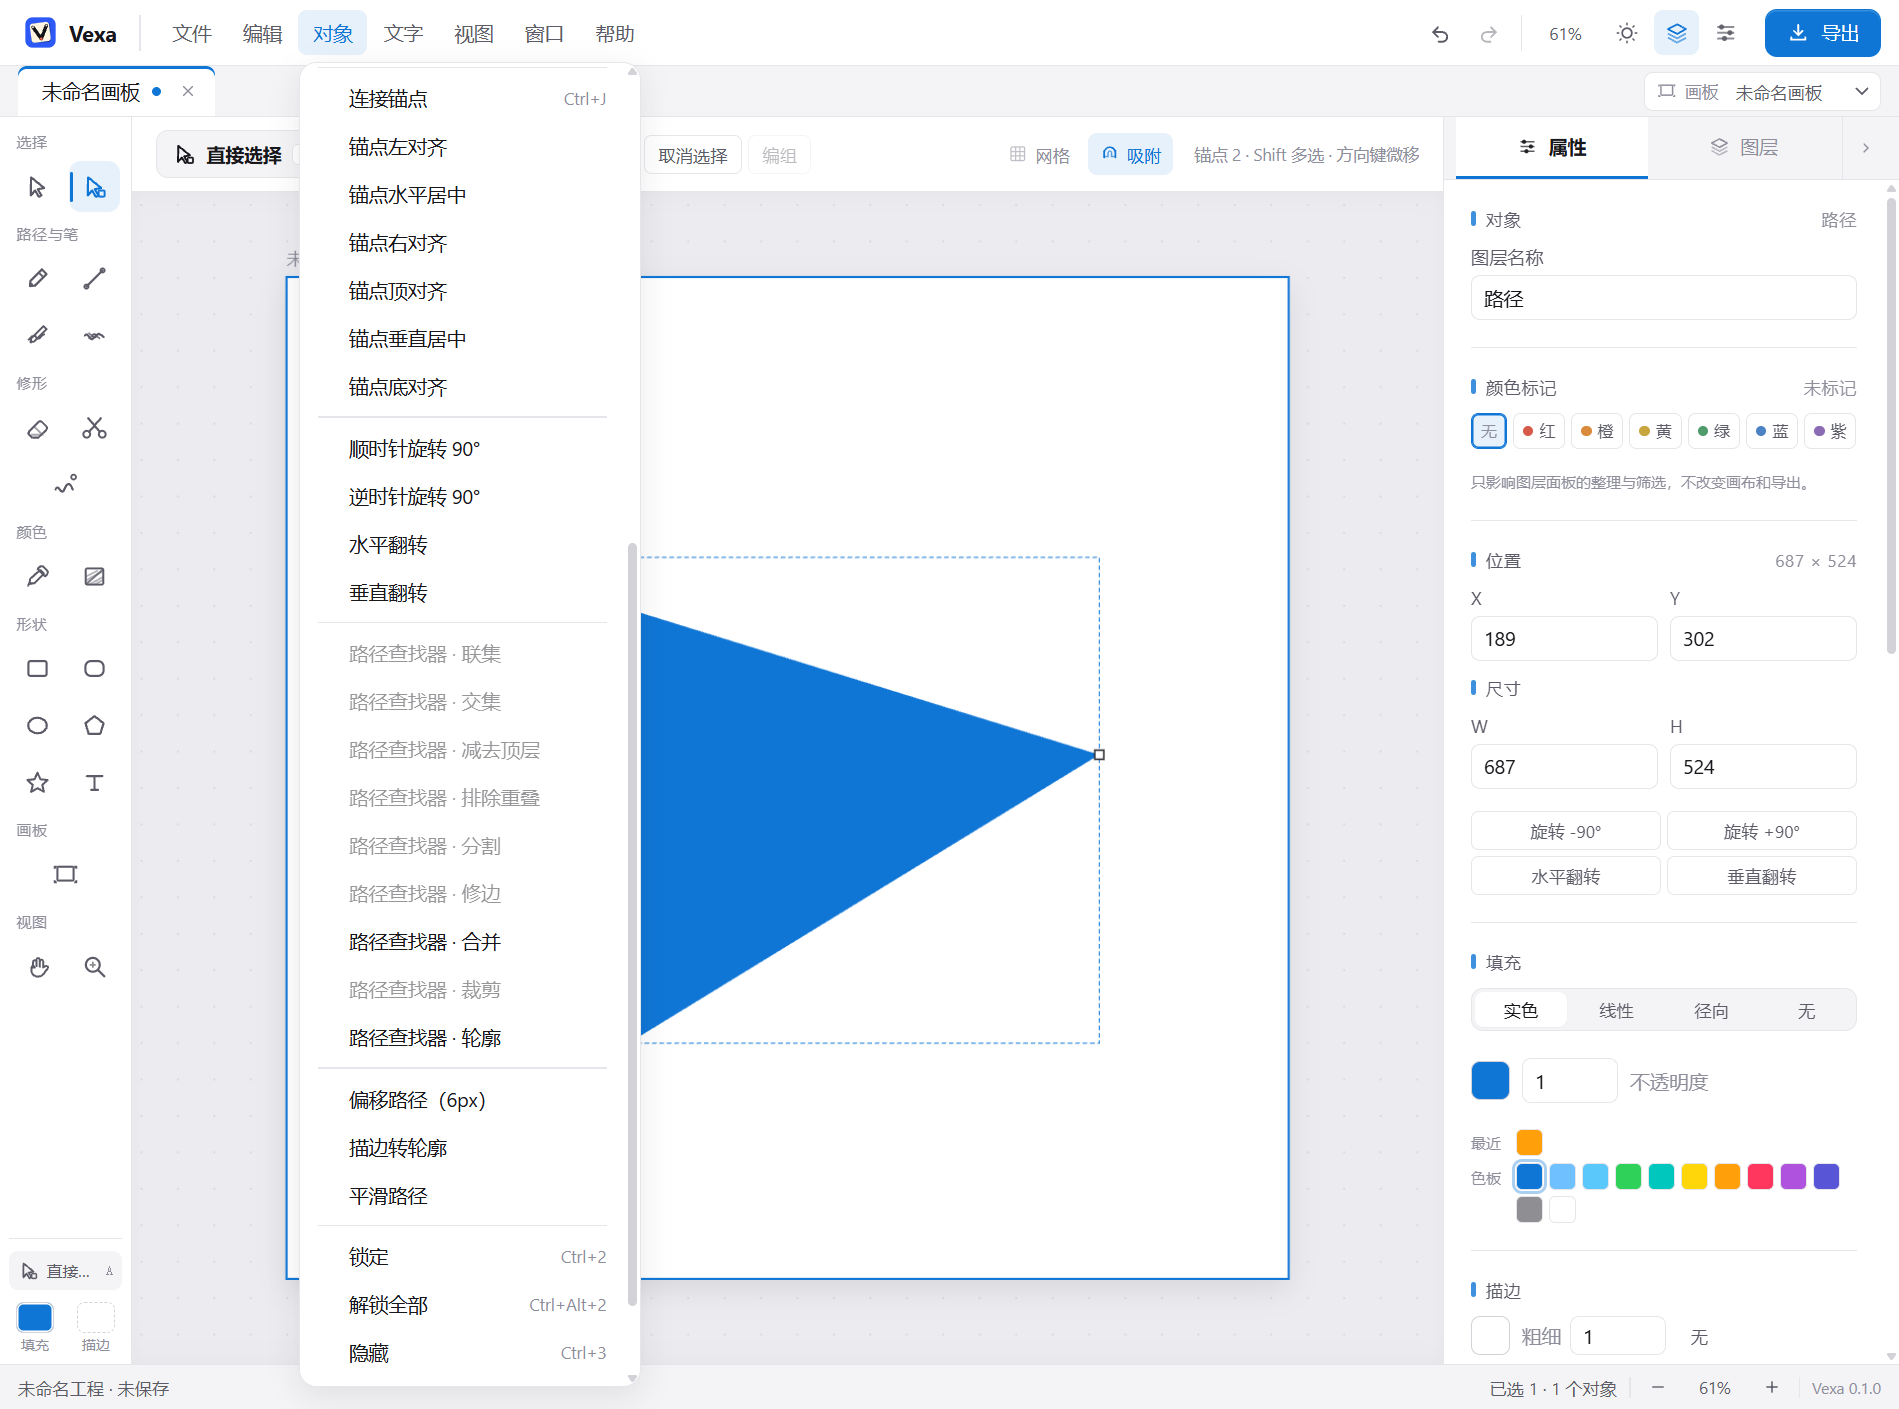 Vexa
文件
编辑
对象
文字
视图
窗口
帮助
61%
导出
未命名画板
画板
未命名画板
选择
直接选择
取消选择
编组
网格
吸附
锚点 2 · Shift 多选 · 方向键微移
路径与笔
修形
颜色
形状
画板
视图
直接...
A
填充
描边
未
连接锚点 Ctrl+J
锚点左对齐
锚点水平居中
锚点右对齐
锚点顶对齐
锚点垂直居中
锚点底对齐
顺时针旋转 90°
逆时针旋转 90°
水平翻转
垂直翻转
路径查找器 · 联集
路径查找器 · 交集
路径查找器 · 减去顶层
路径查找器 · 排除重叠
路径查找器 · 分割
路径查找器 · 修边
路径查找器 · 合并
路径查找器 · 裁剪
路径查找器 · 轮廓
偏移路径（6px）
描边转轮廓
平滑路径
锁定 Ctrl+2
解锁全部 Ctrl+Alt+2
隐藏 Ctrl+3
属性
图层
对象 路径
图层名称
路径
颜色标记 未标记
无 红 橙 黄 绿 蓝 紫
只影响图层面板的整理与筛选，不改变画布和导出。
位置 687 × 524
X Y
189 302
尺寸
W H
687 524
旋转 -90° 旋转 +90°
水平翻转 垂直翻转
填充
实色 线性 径向 无
1 不透明度
最近
色板
描边
粗细 1 无
未命名工程 · 未保存
已选 1 · 1 个对象
61%
Vexa 0.1.0